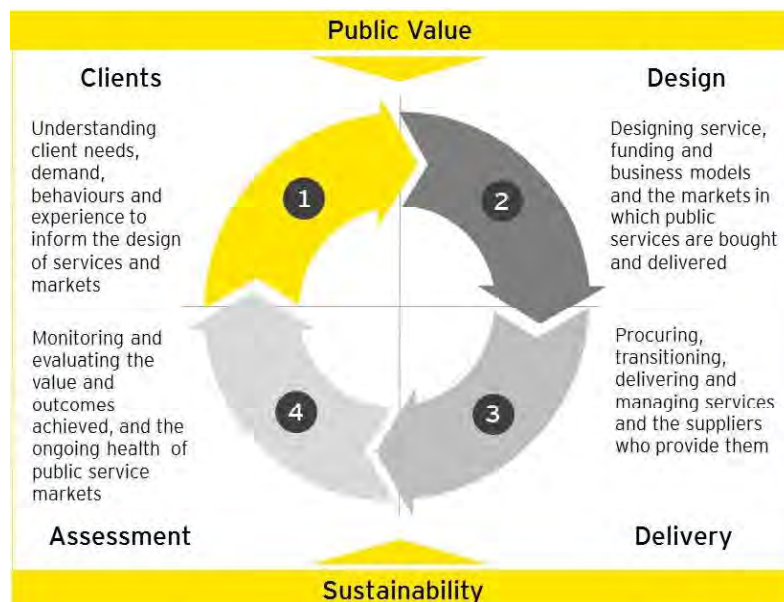 Public Value
Clients
Understanding
client needs,
demand,
behaviours and
experience to
inform the design
of services and
markets
1
Design
Designing service,
funding and
business models
and the markets in
which public
services are bought
and delivered
2
Procuring,
transitioning,
delivering and
managing services
and the suppliers
who provide them
3
Delivery
Monitoring and
evaluating the
value and
outcomes
achieved, and the
ongoing health of
public service
markets
4
Assessment
Sustainability